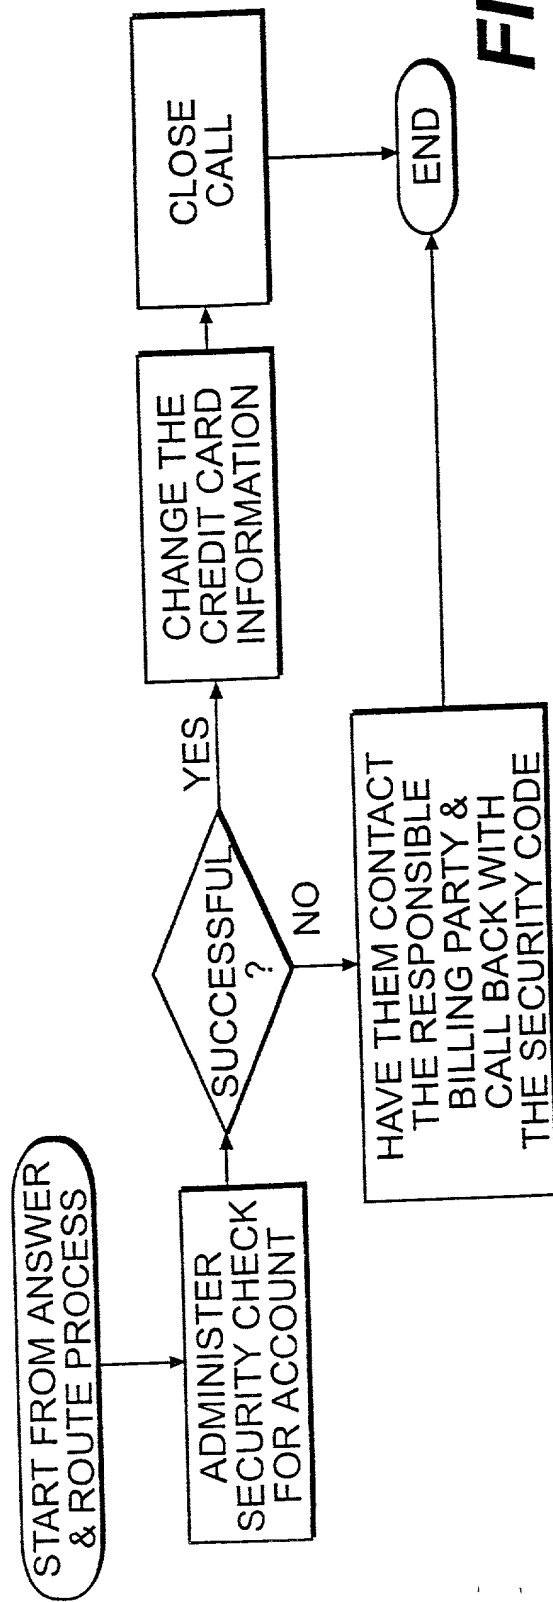 START FROM ANSWER
& ROUTE PROCESS
ADMINISTER
SECURITY CHECK
FOR ACCOUNT
SUCCESSFUL
?
YES
CHANGE THE
CREDIT CARD
INFORMATION
CLOSE
CALL
NO
HAVE THEM CONTACT
THE RESPONSIBLE
BILLING PARTY &
CALL BACK WITH
THE SECURITY CODE
END